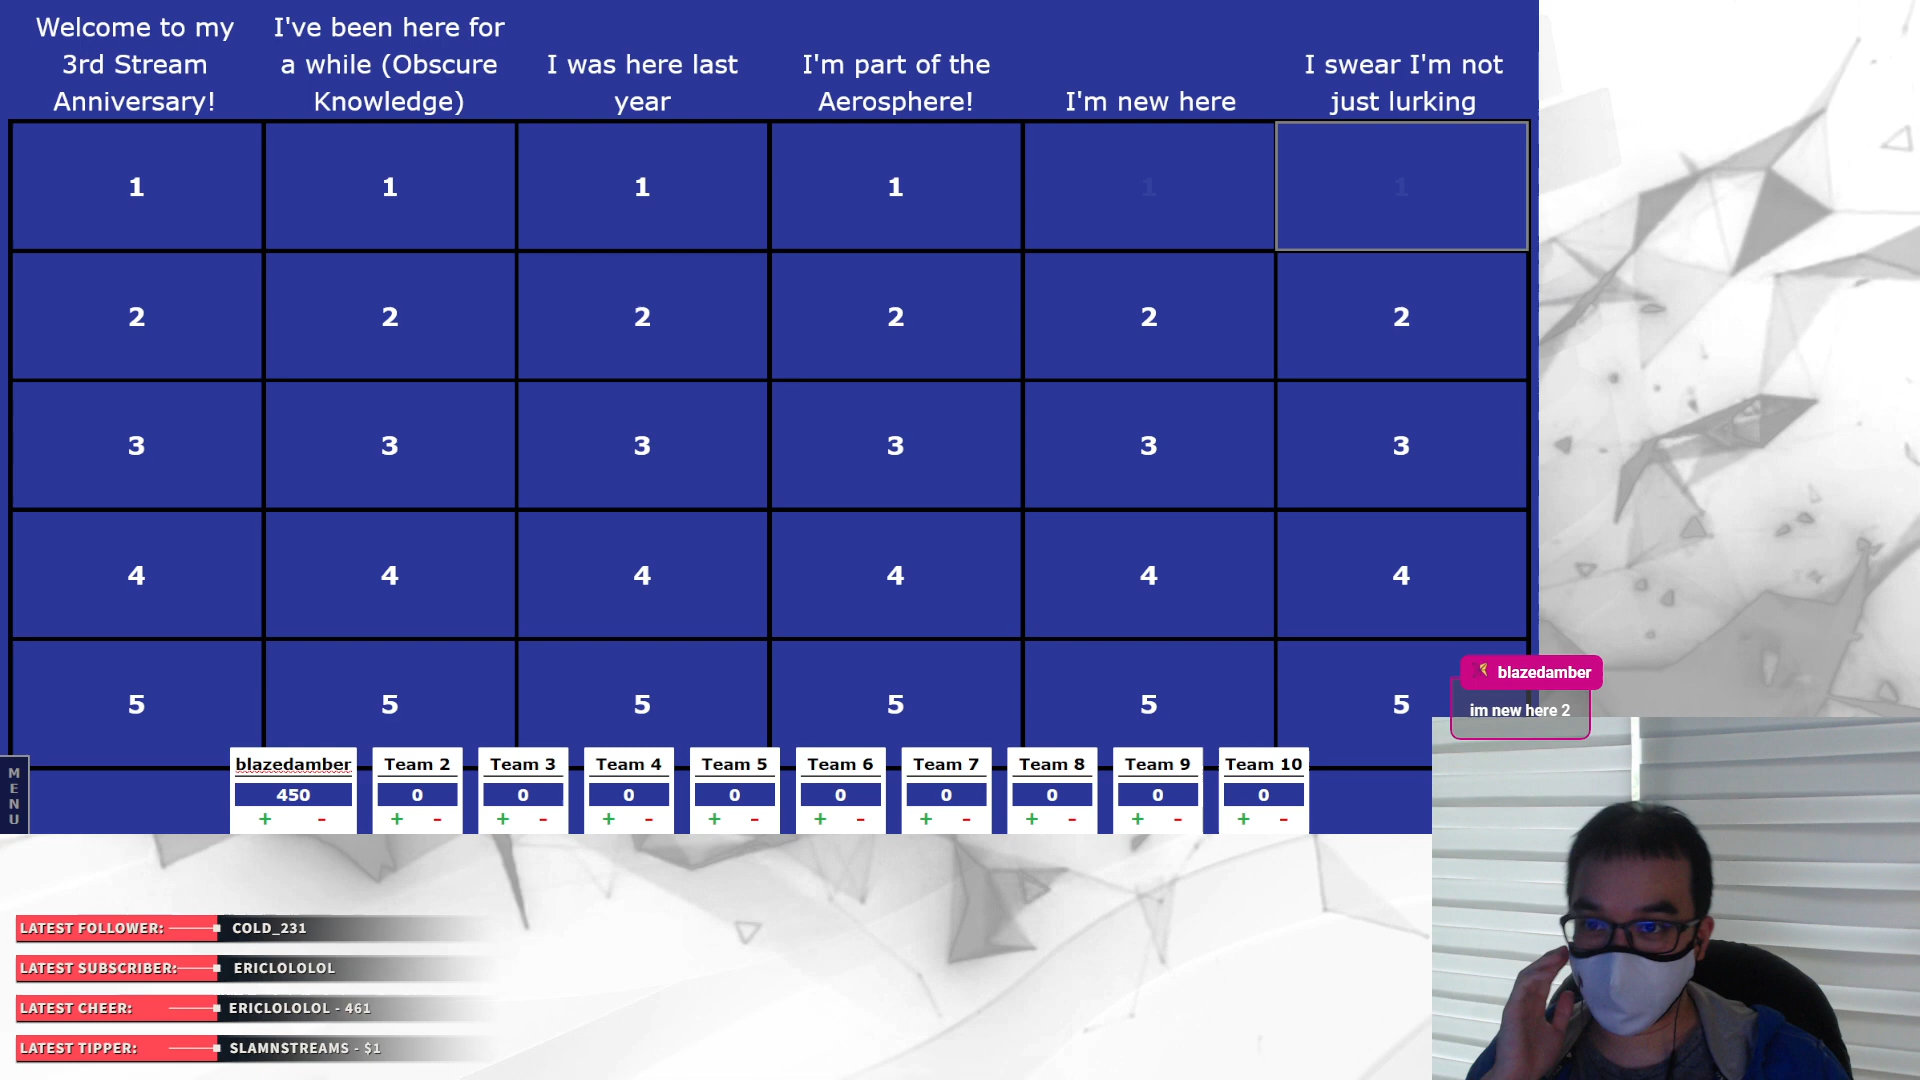 Welcome to my
3rd Stream
Anniversary!
I've been here for
a while (Obscure
Knowledge)
I was here last
year
I'm part of the
Aerosphere!
I'm new here
I swear I'm not
just lurking
1 1 1 1 1 1
2 2 2 2 2 2
3 3 3 3 3 3
4 4 4 4 4 4
5 5 5 5 5 5
blazedamber
im new here 2
MENU
blazedamber Team 2 Team 3 Team 4 Team 5 Team 6 Team 7 Team 8 Team 9 Team 10
450 0 0 0 0 0 0 0 0 0
+ - + - + - + - + - + - + - + - + - + -
LATEST FOLLOWER: COLD_231
LATEST SUBSCRIBER: ERICLOLOLOL
LATEST CHEER: ERICLOLOLOL - 461
LATEST TIPPER: SLAMNSTREAMS - $1